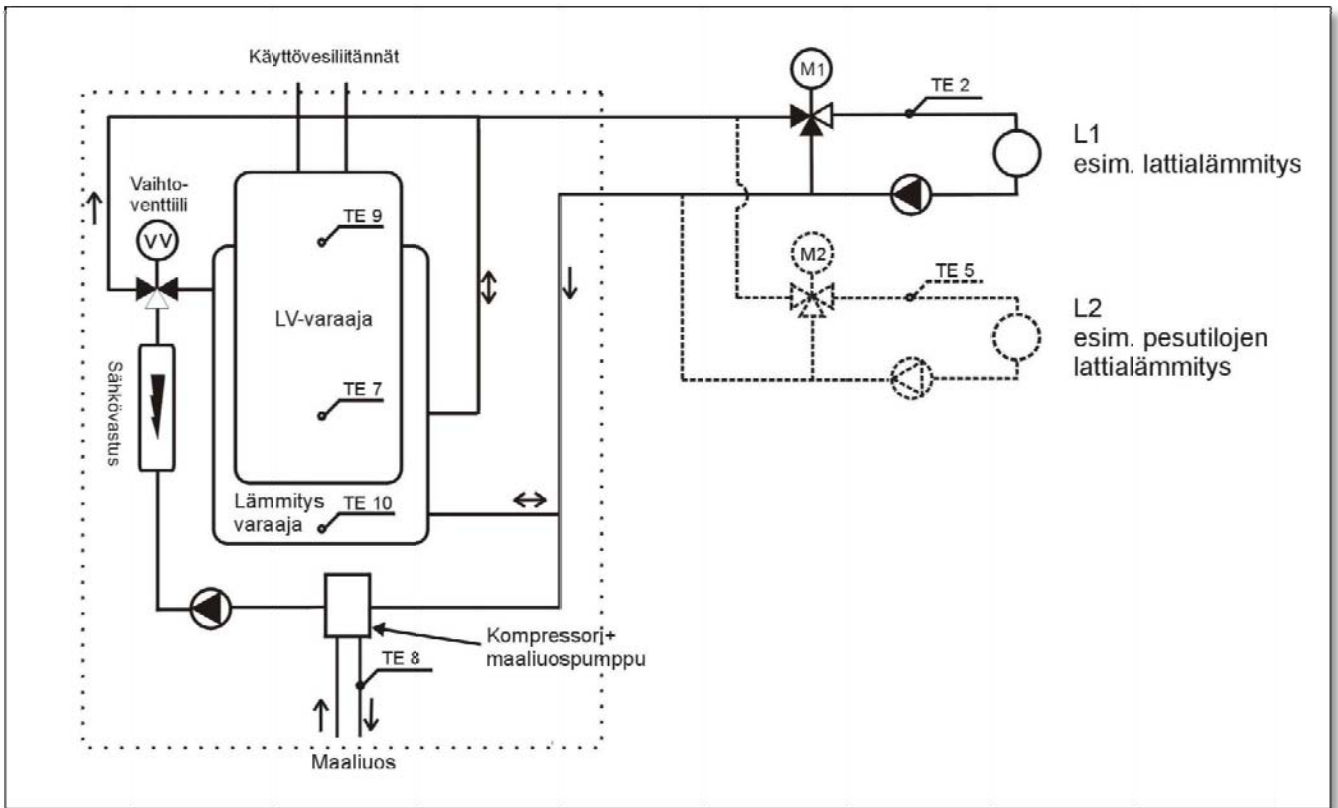 Käyttövesiliitännät
M1
TE 2
L1
esim. lattialämmitys
Vaihto-
venttiili
VV
TE 9
M2
TE 5
L2
esim. pesutilojen
lattialämmitys
LV-varaaja
Sähkövastus
TE 7
Lämmitys
varaaja
TE 10
Kompressori+
maaliuospumppu
TE 8
Maaliuos